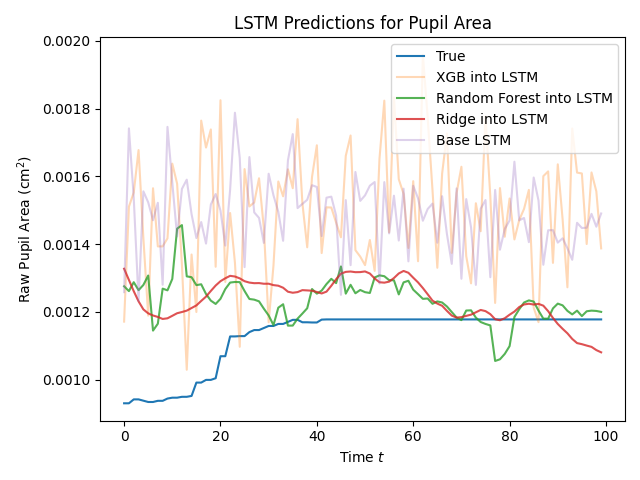 LSTM Predictions for Pupil Area
0.0020
0.0018
0.0016
0.0014
0.0012
0.0010
Raw Pupil Area (cm²)
True
XGB into LSTM
Random Forest into LSTM
Ridge into LSTM
Base LSTM
0 20 40 60 80 100
Time t